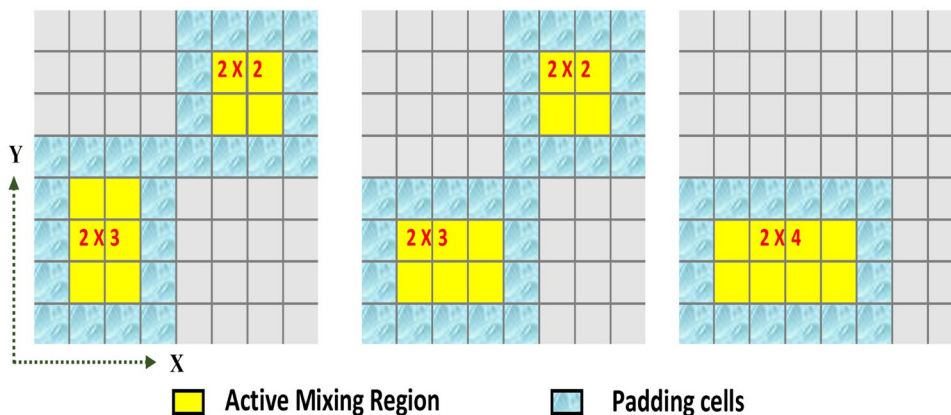 2 X 2
2 X 2
Y
2 X 3
2 X 3
2 X 4
X
Active Mixing Region
Padding cells